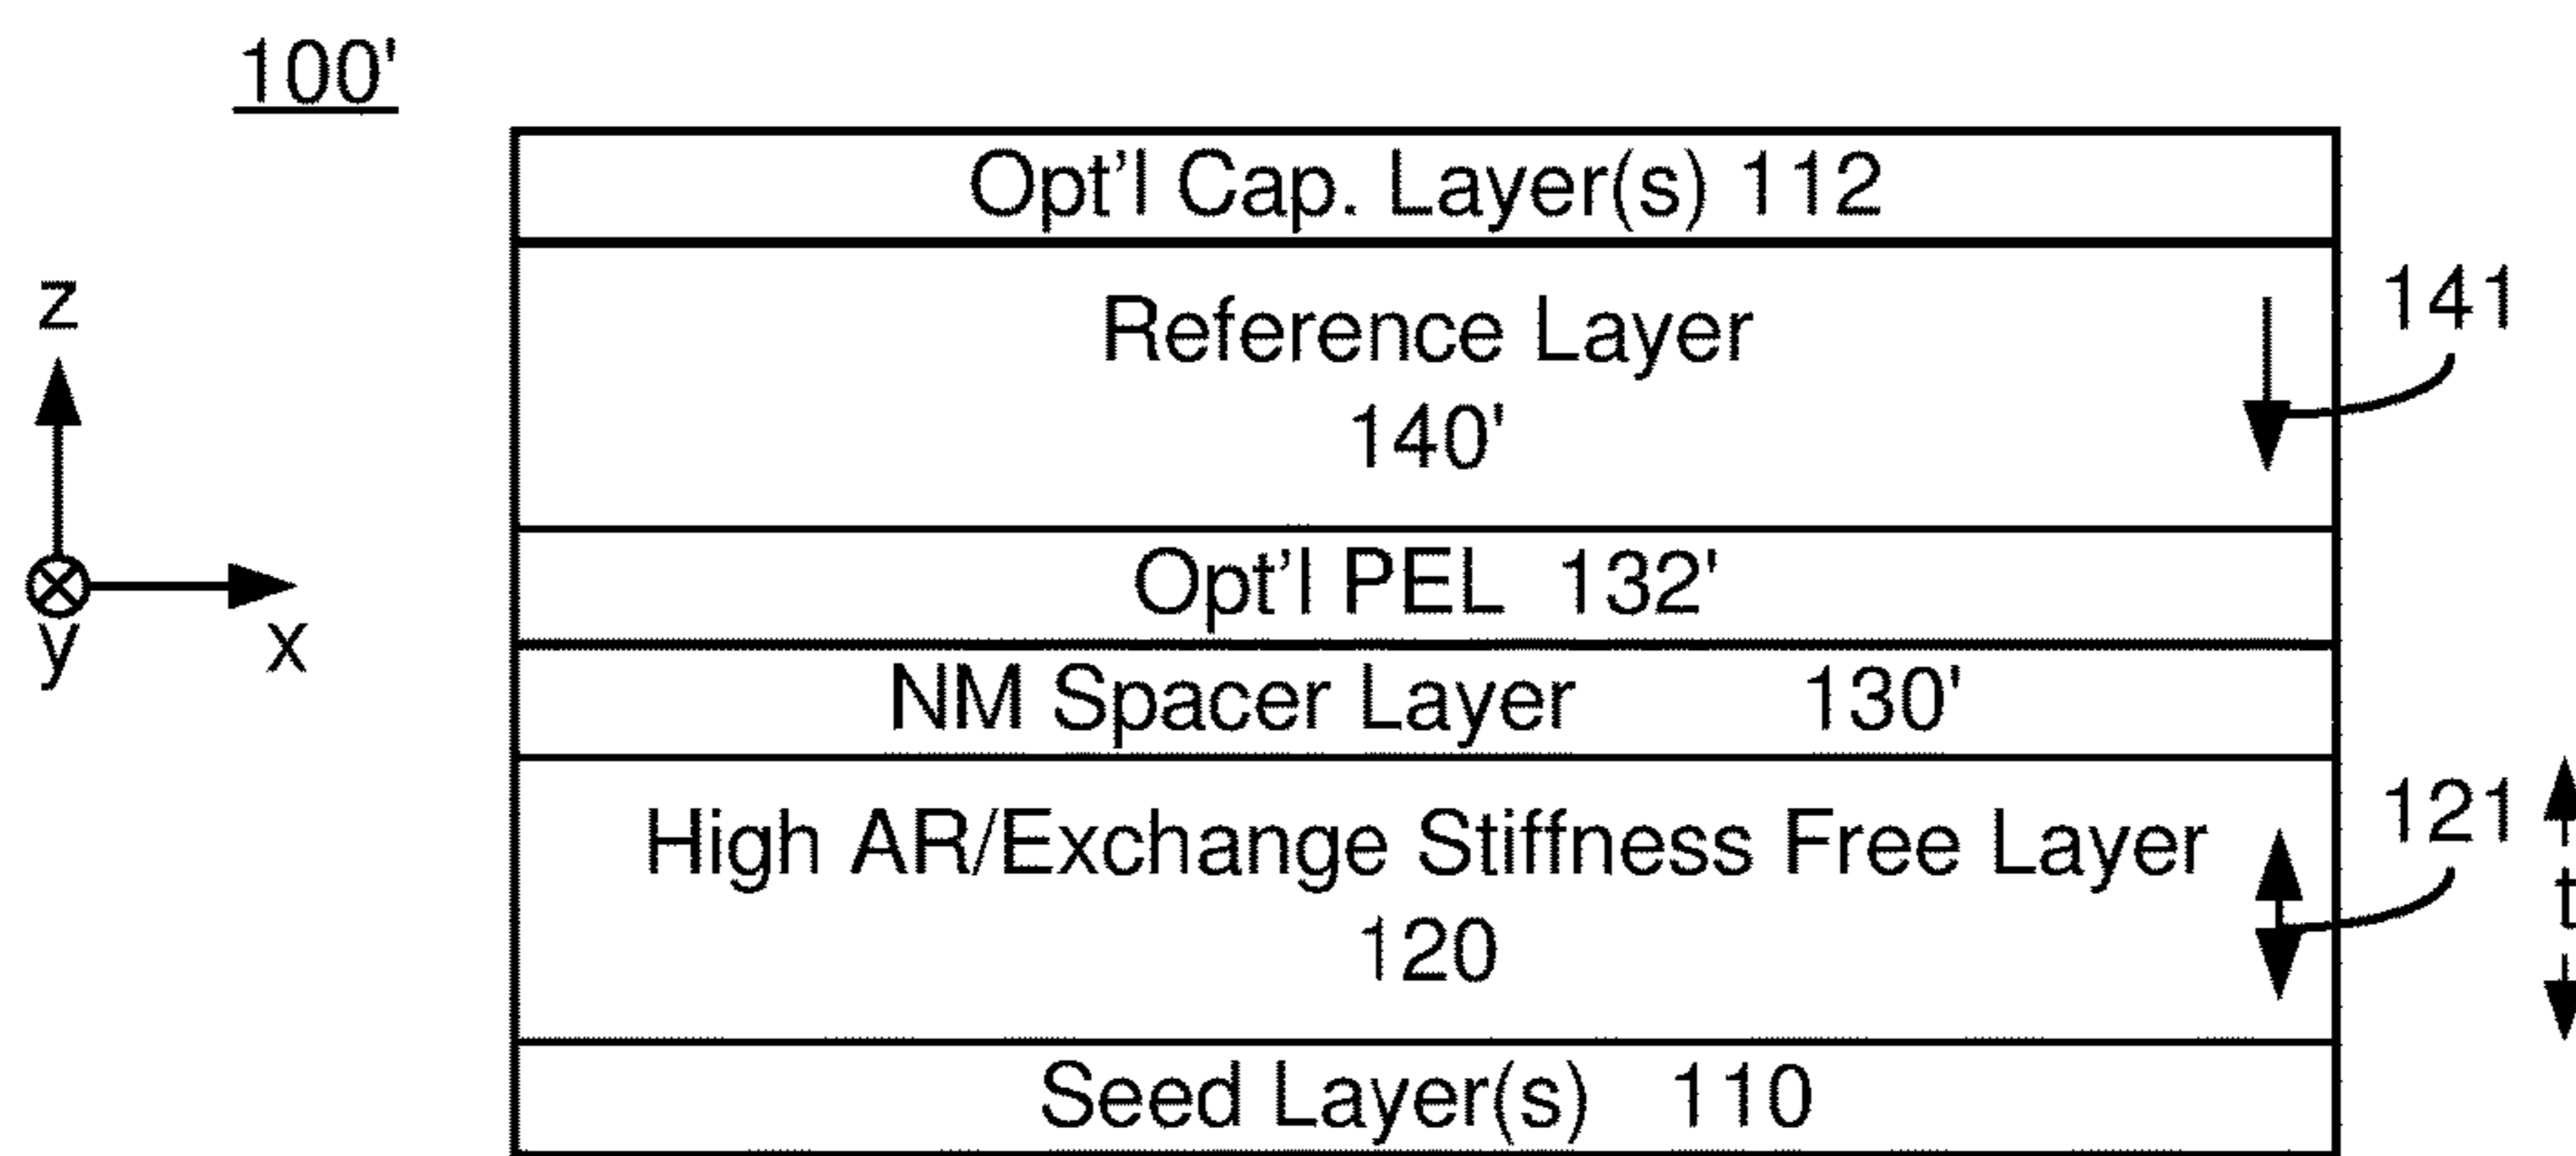 100'
Opt'l Cap. Layer(s) 112
Reference Layer
140'
141
z
y
x
Opt'l PEL 132'
NM Spacer Layer 130'
High AR/Exchange Stiffness Free Layer
120
121
t
Seed Layer(s) 110